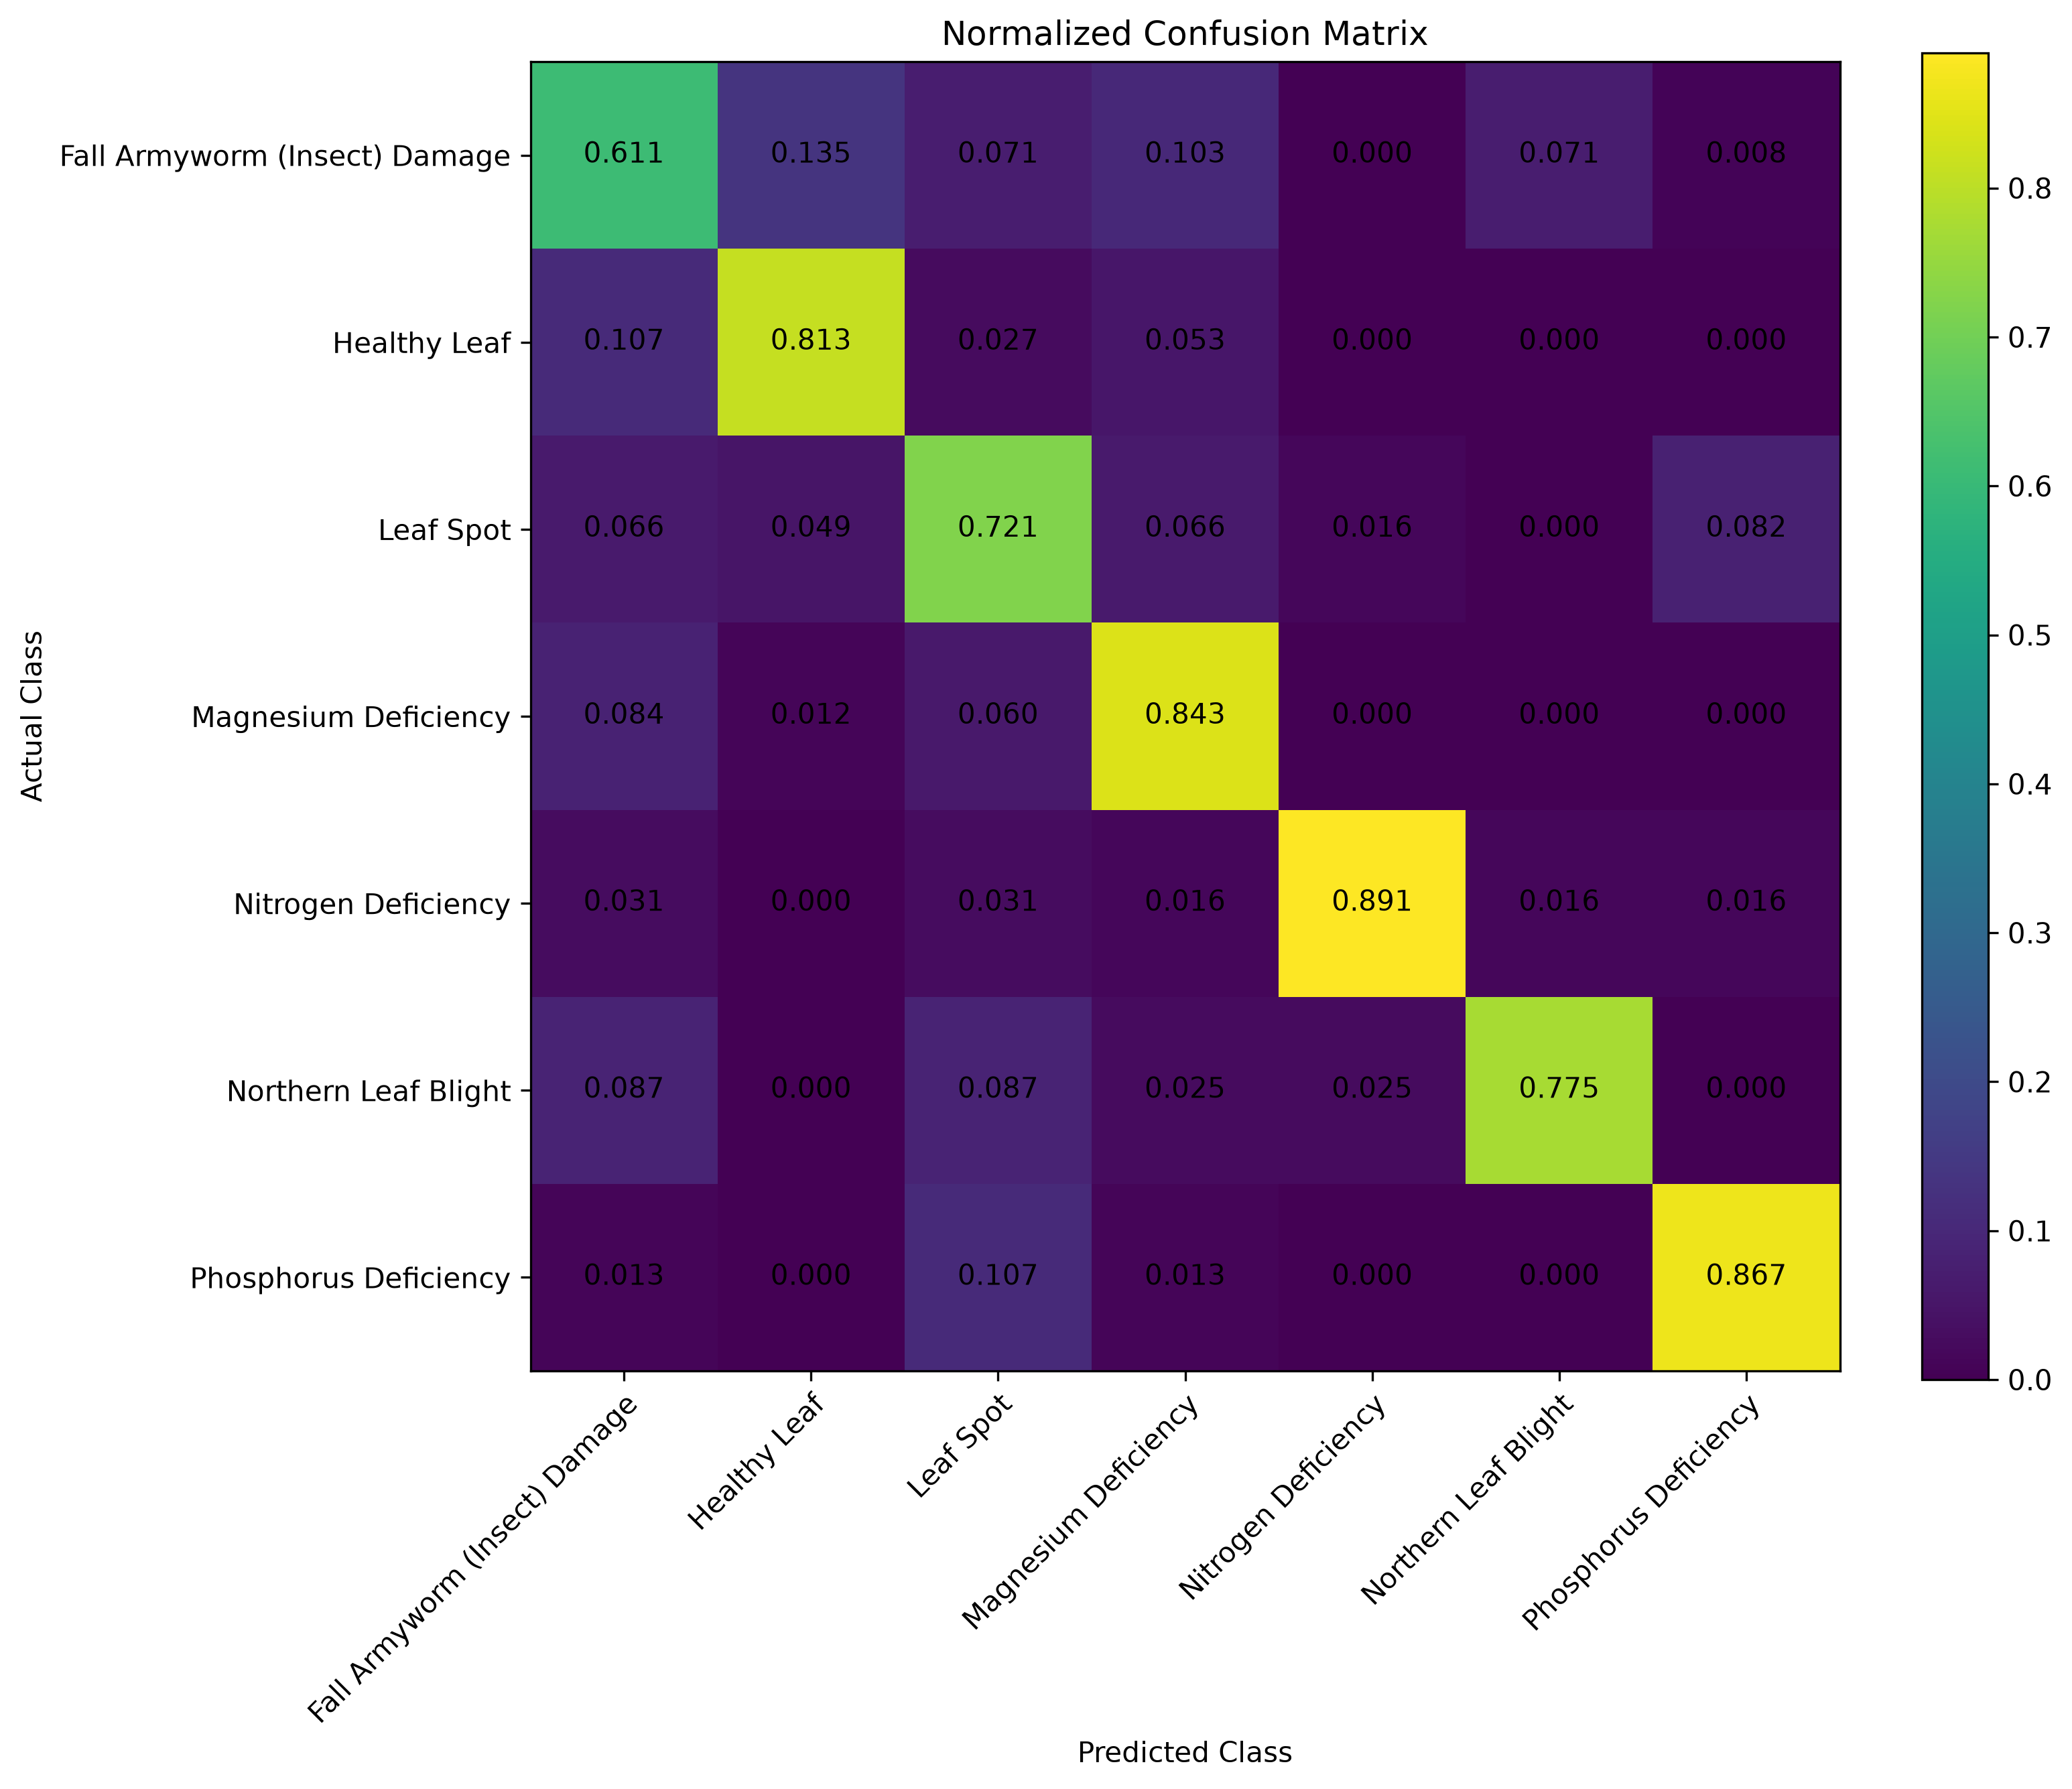 Normalized Confusion Matrix
Fall Armyworm (Insect) Damage 0.611 0.135 0.071 0.103 0.000 0.071 0.008
Healthy Leaf 0.107 0.813 0.027 0.053 0.000 0.000 0.000
Leaf Spot 0.066 0.049 0.721 0.066 0.016 0.000 0.082
Magnesium Deficiency 0.084 0.012 0.060 0.843 0.000 0.000 0.000
Nitrogen Deficiency 0.031 0.000 0.031 0.016 0.891 0.016 0.016
Northern Leaf Blight 0.087 0.000 0.087 0.025 0.025 0.775 0.000
Phosphorus Deficiency 0.013 0.000 0.107 0.013 0.000 0.000 0.867
Actual Class
Fall Armyworm (Insect) Damage
Healthy Leaf
Leaf Spot
Magnesium Deficiency
Nitrogen Deficiency
Northern Leaf Blight
Phosphorus Deficiency
Predicted Class
0.8
0.7
0.6
0.5
0.4
0.3
0.2
0.1
0.0